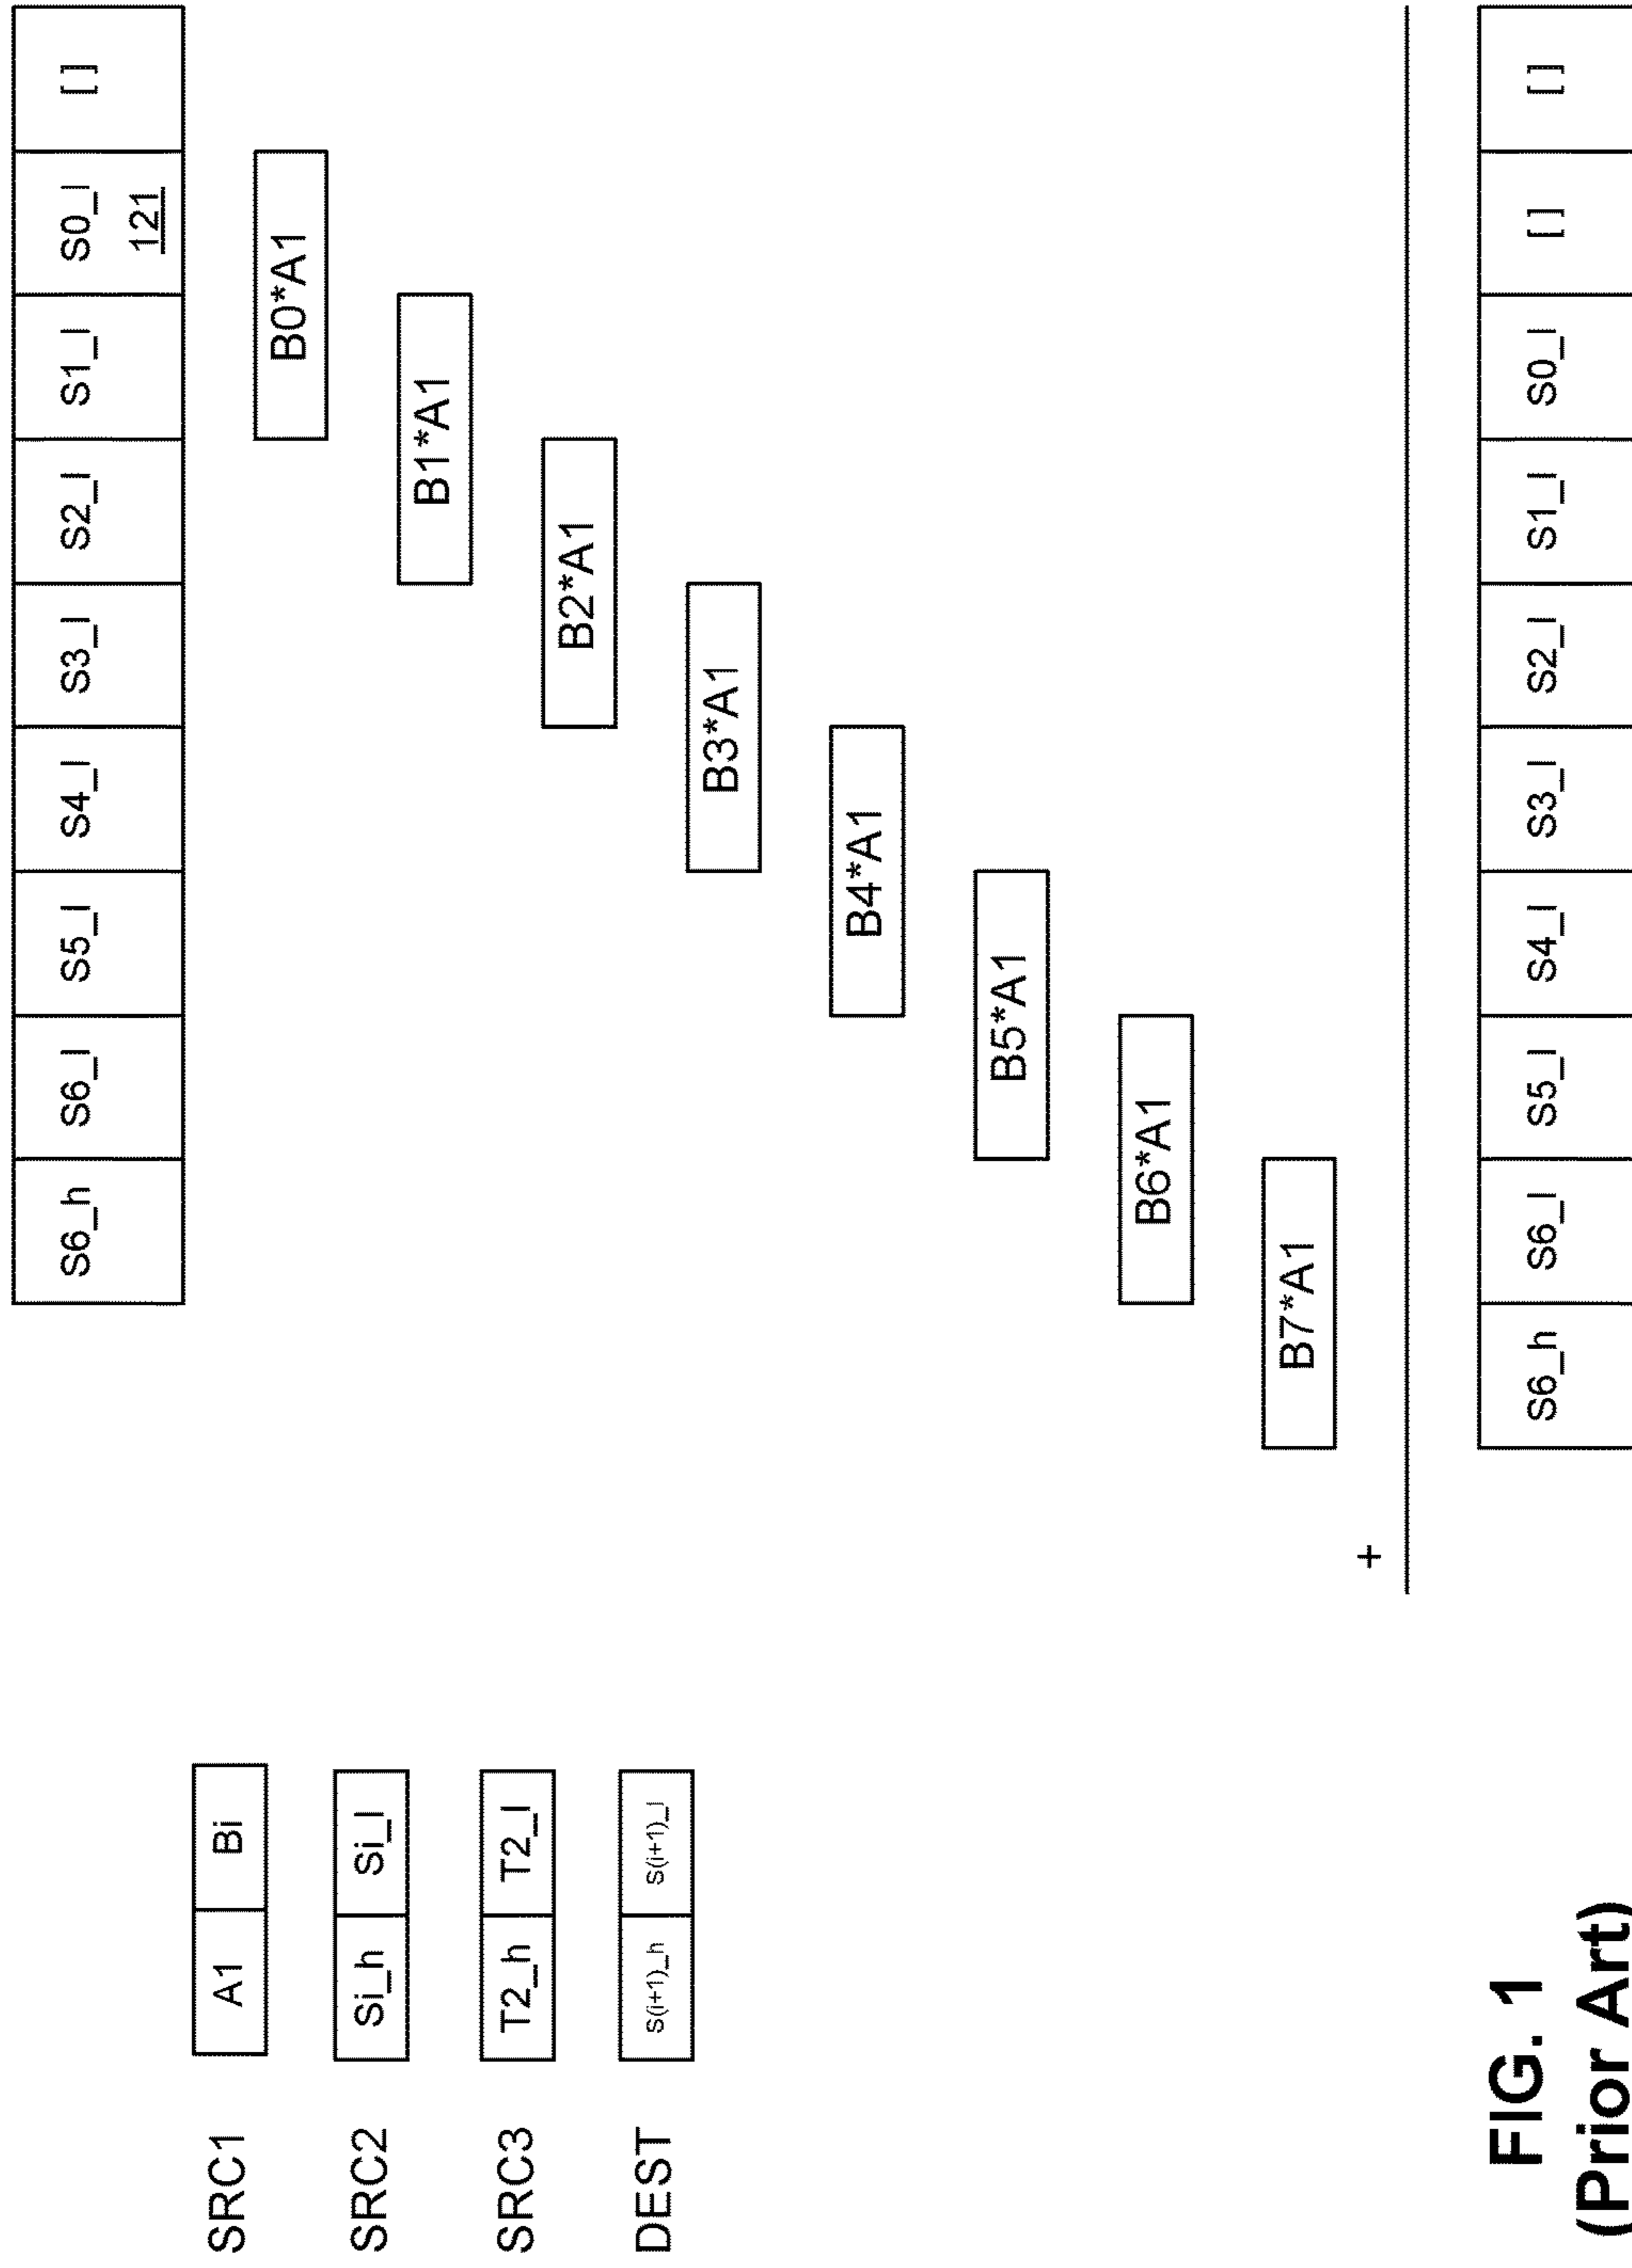 S6_h S6_l S5_l S4_l S3_l S2_l S1_l S0_l [ ]
121
SRC1 A1 Bi
SRC2 Si_h Si_l
SRC3 T2_h T2_l
DEST S(i+1)_h S(i+1)_l
B0*A1
B1*A1
B2*A1
B3*A1
B4*A1
B5*A1
B6*A1
B7*A1
+
S6_h S6_l S5_l S4_l S3_l S2_l S1_l S0_l [ ] [ ]
FIG. 1
(Prior Art)